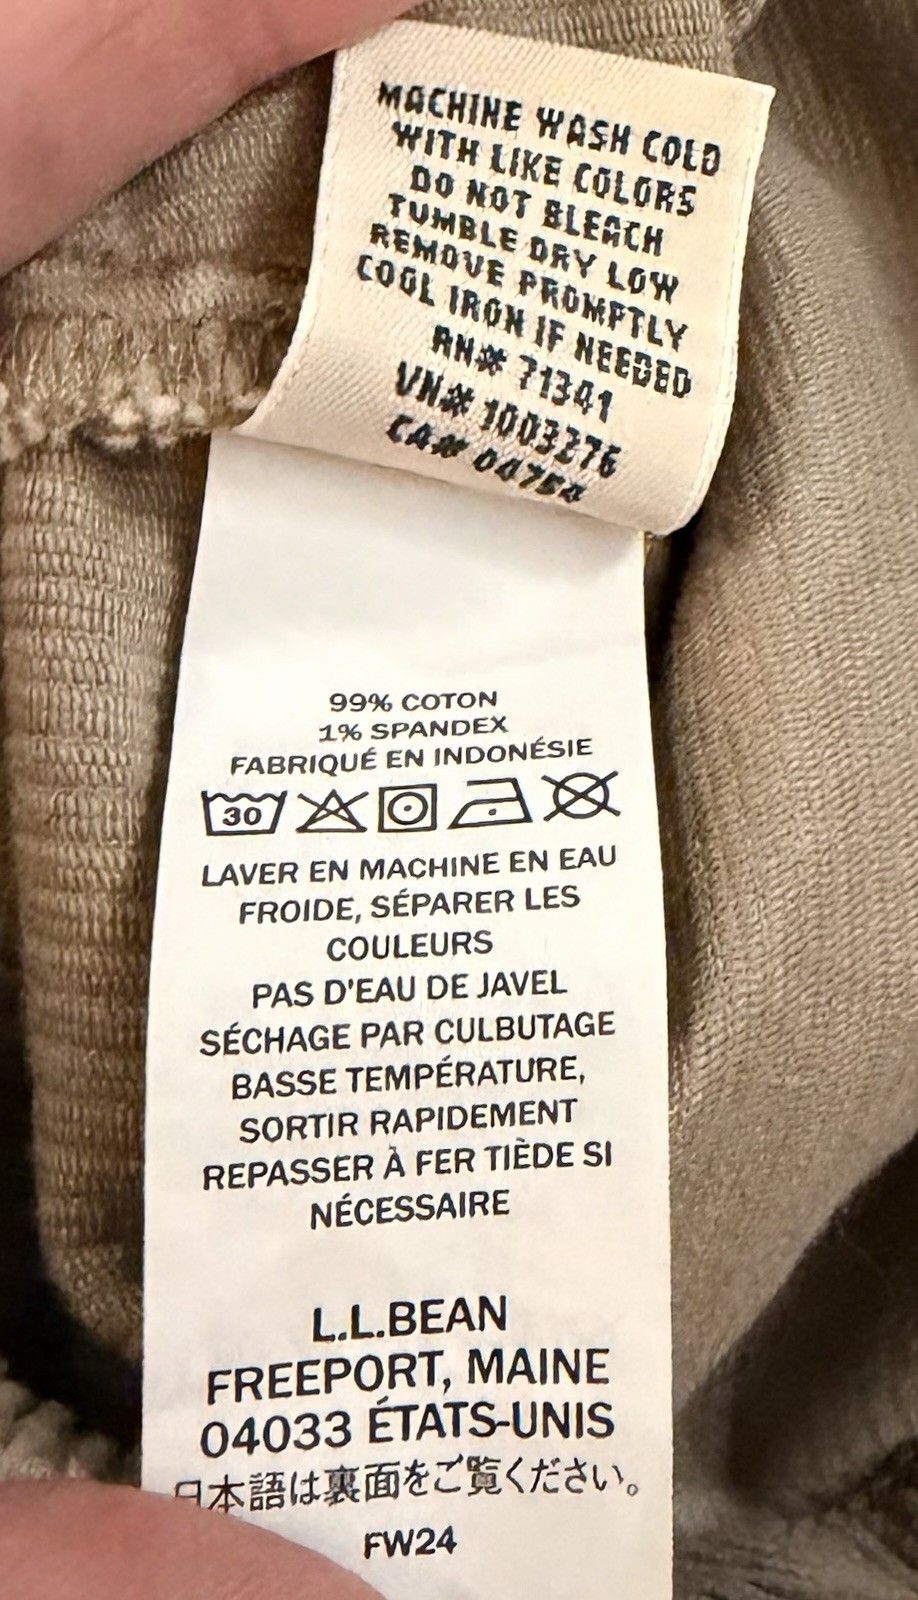 MACHINE WASH COLD
WITH LIKE COLORS
DO NOT BLEACH
TUMBLE DRY LOW
REMOVE PROMPTLY
COOL IRON IF NEEDED
RN# 71341
VN# 1003276
CA# 04754
99% COTON
1% SPANDEX
FABRIQUÉ EN INDONÉSIE
30
LAVER EN MACHINE EN EAU
FROIDE, SÉPARER LES
COULEURS
PAS D'EAU DE JAVEL
SÉCHAGE PAR CULBUTAGE
BASSE TEMPÉRATURE,
SORTIR RAPIDEMENT
REPASSER À FER TIÈDE SI
NÉCESSAIRE
L.L.BEAN
FREEPORT, MAINE
04033 ÉTATS-UNIS
日本語は裏面をご覧ください。
FW24